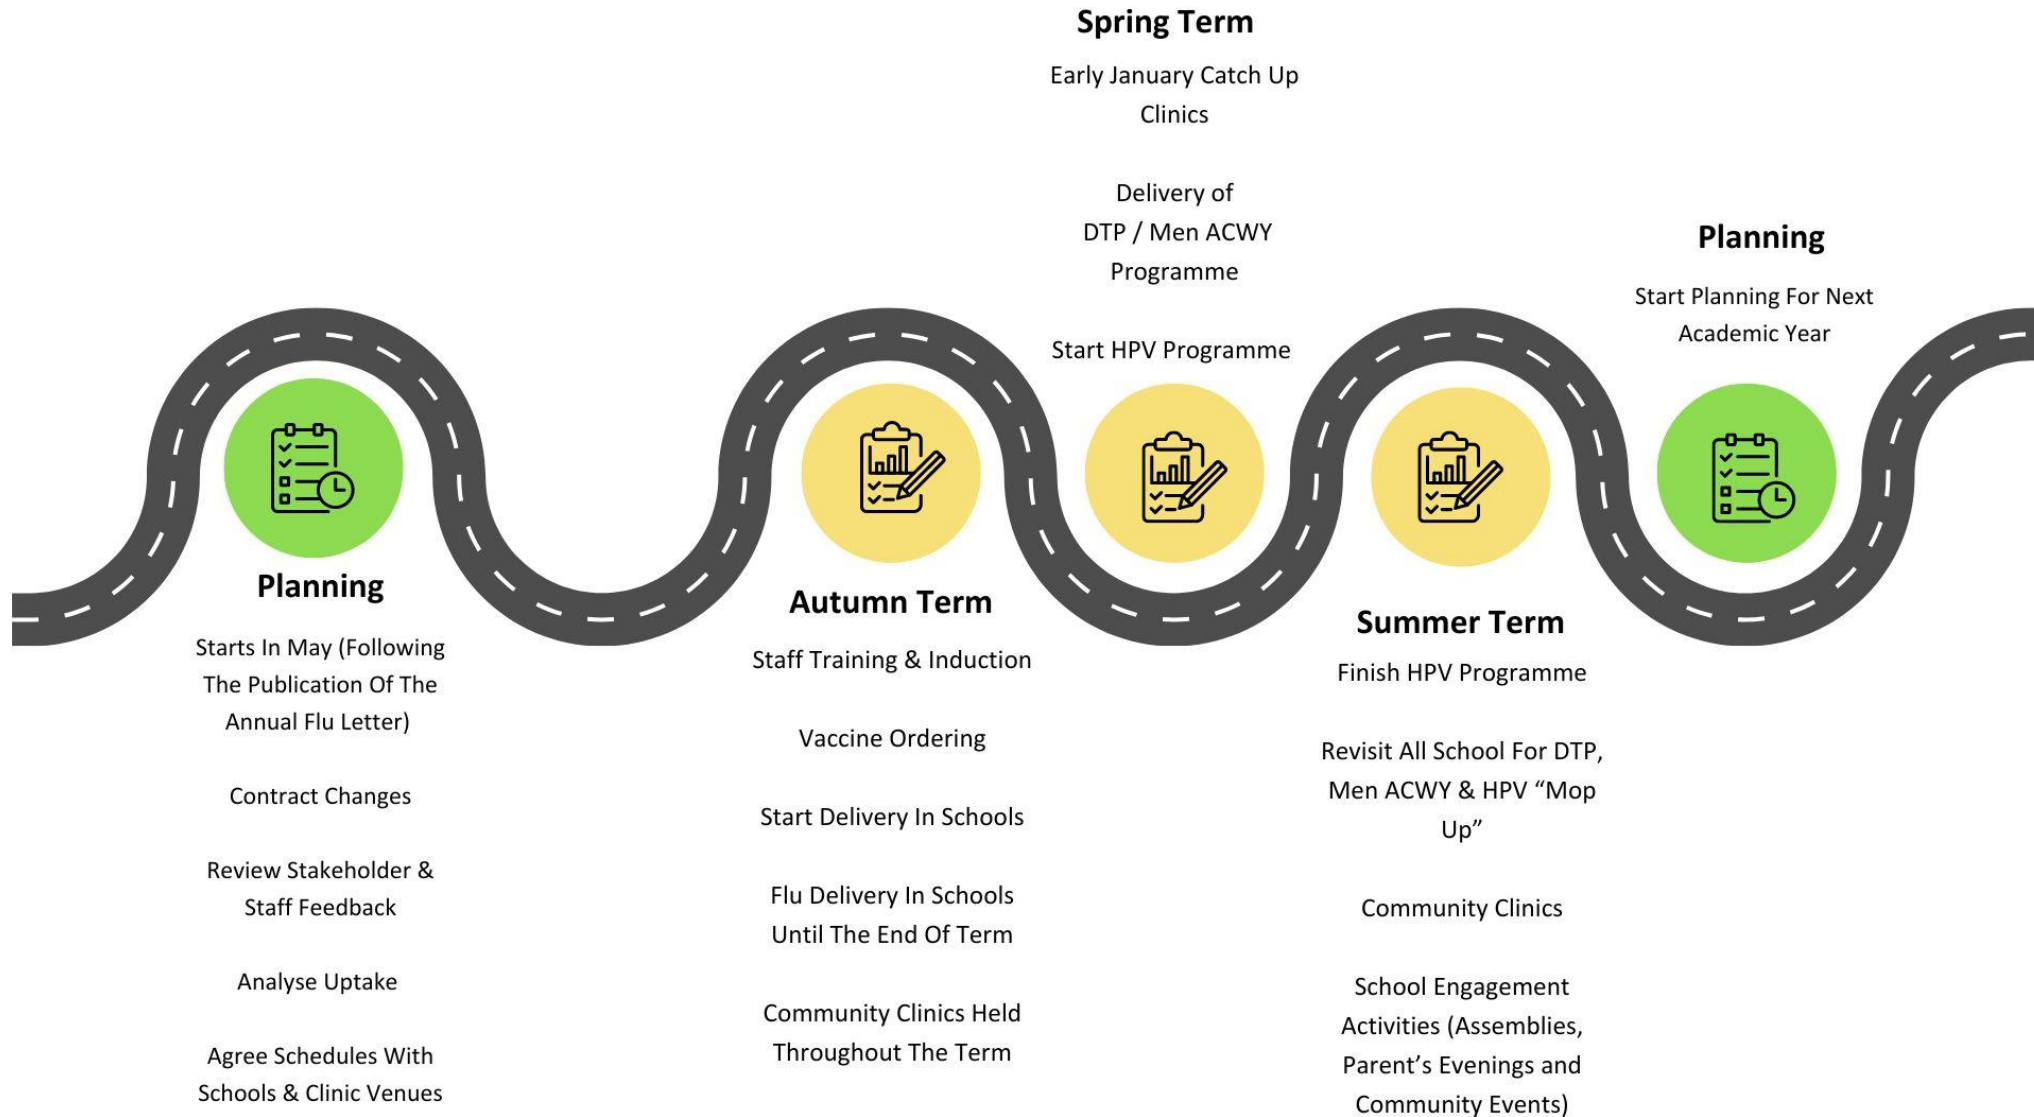 Planning
Starts In May (Following
The Publication Of The
Annual Flu Letter)
Contract Changes
Review Stakeholder &
Staff Feedback
Analyse Uptake
Agree Schedules With
Schools & Clinic Venues
Autumn Term
Staff Training & Induction
Vaccine Ordering
Start Delivery In Schools
Flu Delivery In Schools
Until The End Of Term
Community Clinics Held
Throughout The Term
Spring Term
Early January Catch Up
Clinics
Delivery of
DTP / Men ACWY
Programme
Start HPV Programme
Summer Term
Finish HPV Programme
Revisit All School For DTP,
Men ACWY & HPV “Mop
Up”
Community Clinics
School Engagement
Activities (Assemblies,
Parent’s Evenings and
Community Events)
Planning
Start Planning For Next
Academic Year